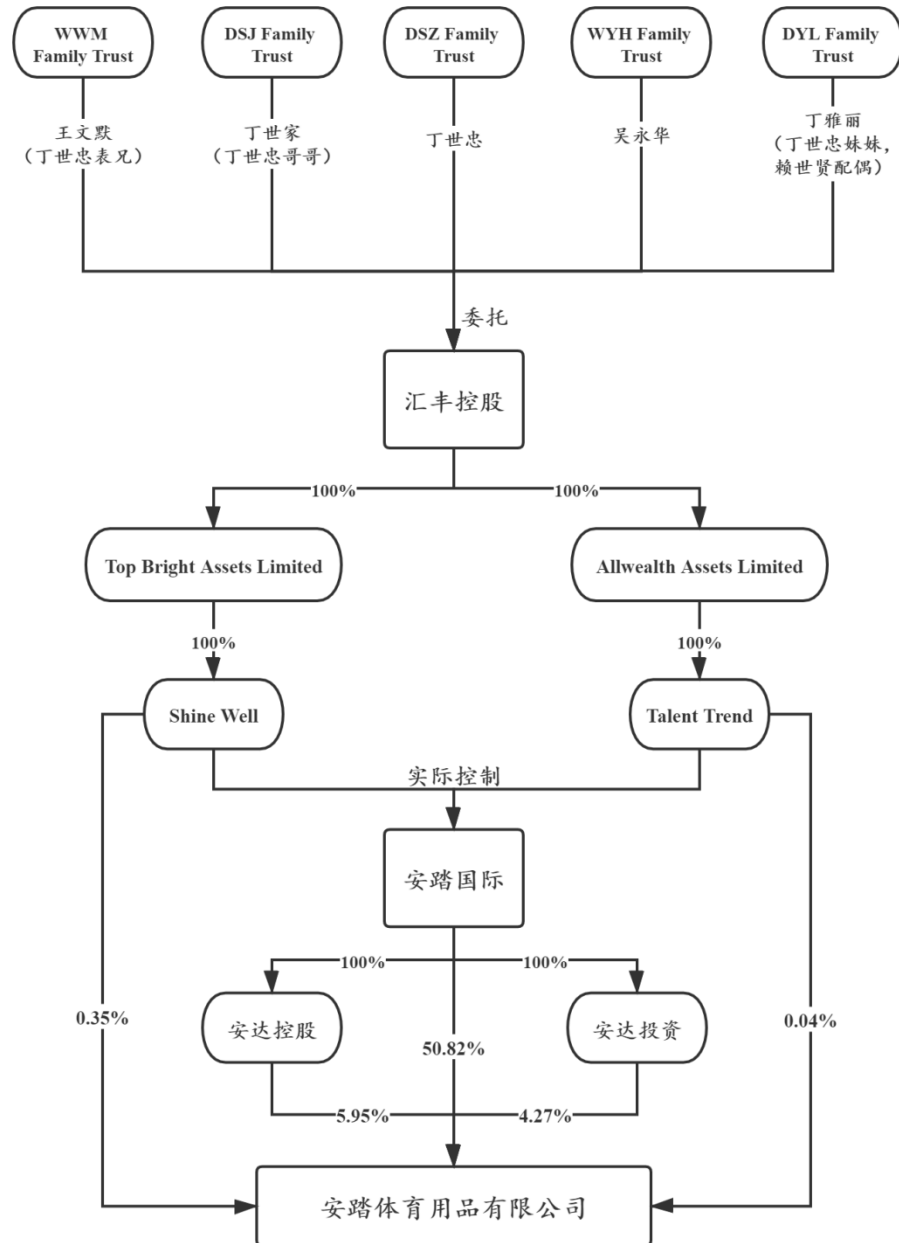 WWM
Family Trust
DSJ Family
Trust
DSZ Family
Trust
WYH Family
Trust
DYL Family
Trust
王文默
（丁世忠表兄）
丁世家
（丁世忠哥哥）
丁世忠
吴永华
丁雅丽
（丁世忠妹妹，
赖世贤配偶）
委托
汇丰控股
100%
100%
Top Bright Assets Limited
Allwealth Assets Limited
100%
100%
Shine Well
Talent Trend
实际控制
安踏国际
100%
100%
安达控股
安达投资
0.35%
50.82%
0.04%
5.95%
4.27%
安踏体育用品有限公司